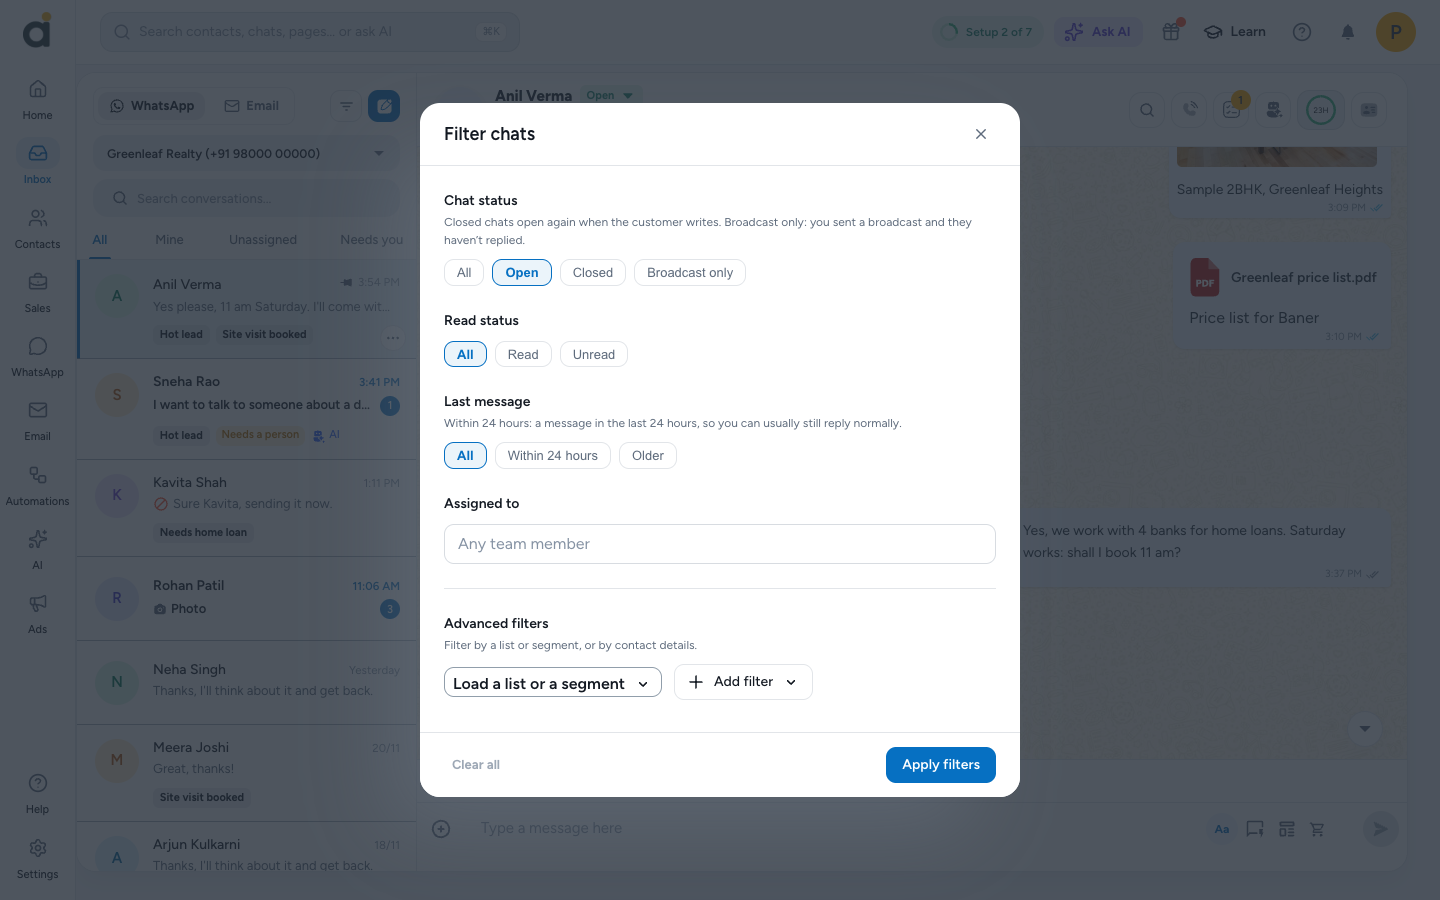 Search contacts, chats, pages... or ask AI
⌘K
Setup 2 of 7
Ask AI
Learn
P
Home
Inbox
Contacts
Sales
WhatsApp
Email
Automations
AI
Ads
Help
Settings
WhatsApp
Email
Greenleaf Realty (+91 98000 00000)
Search conversations...
All
Mine
Unassigned
Needs you
A
Anil Verma
3:54 PM
Yes please, 11 am Saturday. I'll come wit...
Hot lead
Site visit booked
S
Sneha Rao
3:41 PM
I want to talk to someone about a d...
1
Hot lead
Needs a person
AI
K
Kavita Shah
1:11 PM
Sure Kavita, sending it now.
Needs home loan
R
Rohan Patil
11:06 AM
Photo
3
N
Neha Singh
Yesterday
Thanks, I'll think about it and get back.
M
Meera Joshi
20/11
Great, thanks!
Site visit booked
A
Arjun Kulkarni
18/11
Thanks, I'll think about it and get back.
Anil Verma
Open
1
23H
Sample 2BHK, Greenleaf Heights
3:09 PM
PDF
Greenleaf price list.pdf
Price list for Baner
3:10 PM
Yes, we work with 4 banks for home loans. Saturday
works: shall I book 11 am?
3:37 PM
Type a message here
Aa
Filter chats
Chat status
Closed chats open again when the customer writes. Broadcast only: you sent a broadcast and they
haven't replied.
All
Open
Closed
Broadcast only
Read status
All
Read
Unread
Last message
Within 24 hours: a message in the last 24 hours, so you can usually still reply normally.
All
Within 24 hours
Older
Assigned to
Any team member
Advanced filters
Filter by a list or segment, or by contact details.
Load a list or a segment
Add filter
Clear all
Apply filters